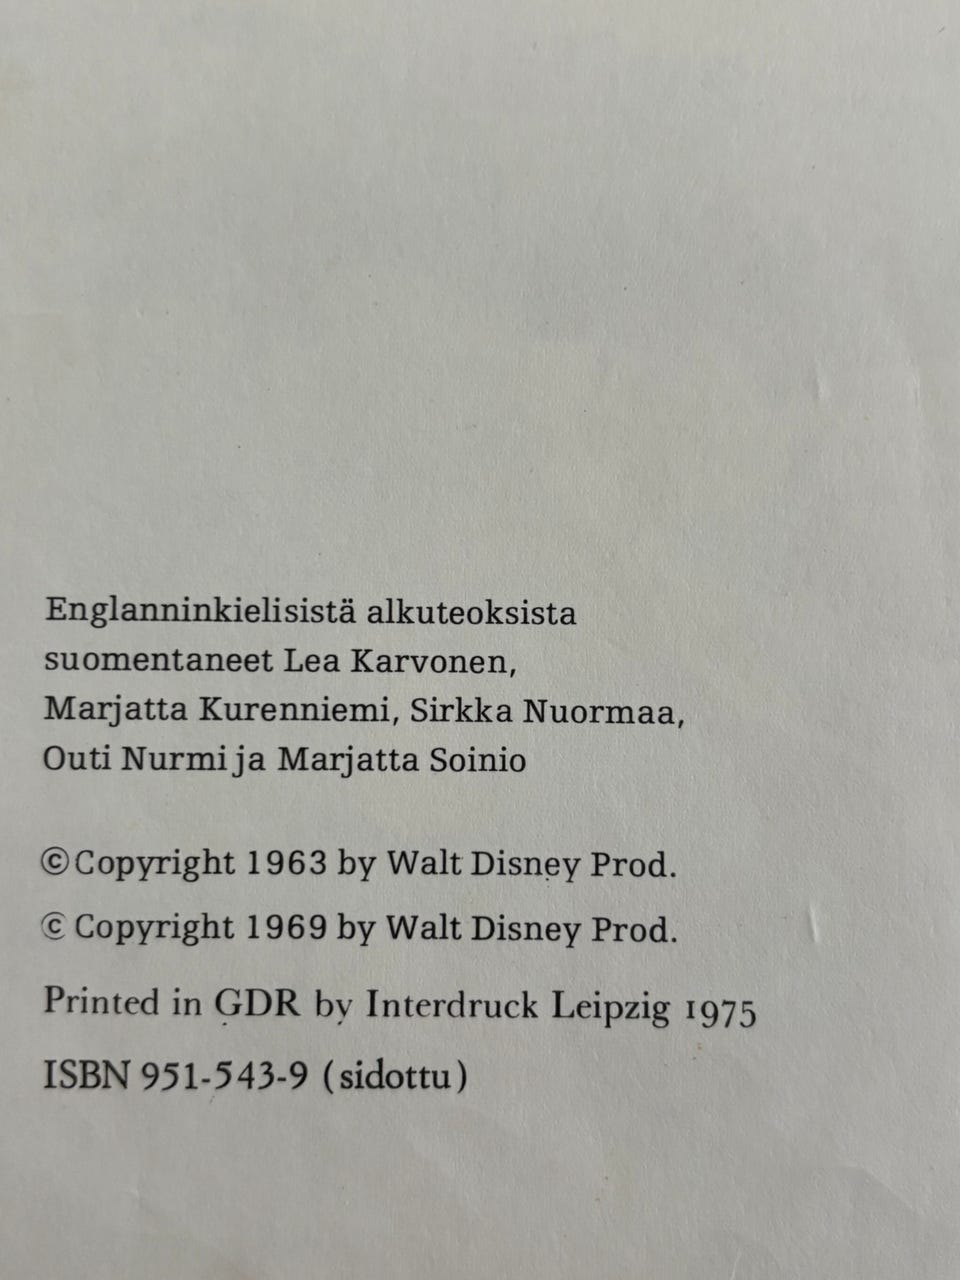 Englanninkielisistä alkuteoksista
suomentaneet Lea Karvonen,
Marjatta Kurenniemi, Sirkka Nuormaa,
Outi Nurmi ja Marjatta Soinio
©Copyright 1963 by Walt Disney Prod.
© Copyright 1969 by Walt Disney Prod.
Printed in GDR by Interdruck Leipzig 1975
ISBN 951-543-9 (sidottu)